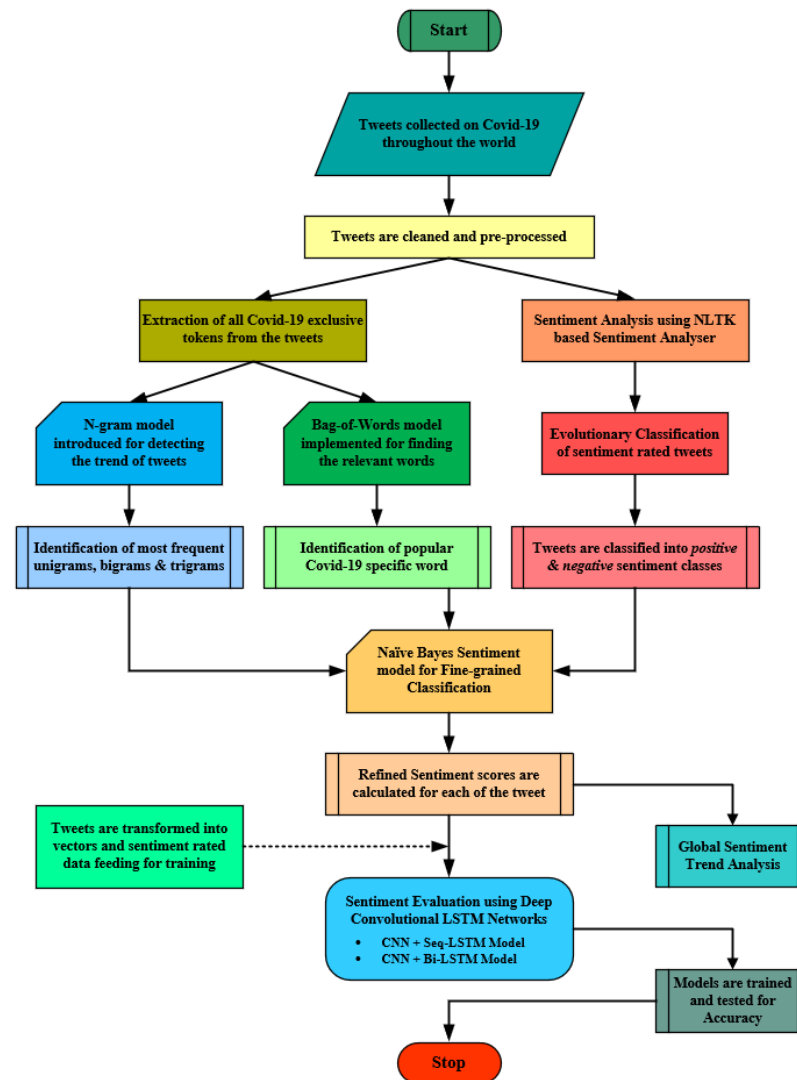 Start
Tweets collected on Covid-19
throughout the world
Tweets are cleaned and pre-processed
Extraction of all Covid-19 exclusive
tokens from the tweets
Sentiment Analysis using NLTK
based Sentiment Analyser
N-gram model
introduced for detecting
the trend of tweets
Bag-of-Words model
implemented for finding
the relevant words
Evolutionary Classification
of sentiment rated tweets
Identification of most frequent
unigrams, bigrams & trigrams
Identification of popular
Covid-19 specific word
Tweets are classified into positive
& negative sentiment classes
Naïve Bayes Sentiment
model for Fine-grained
Classification
Refined Sentiment scores are
calculated for each of the tweet
Tweets are transformed into
vectors and sentiment rated
data feeding for training
Global Sentiment
Trend Analysis
Sentiment Evaluation using Deep
Convolutional LSTM Networks
• CNN + Seq-LSTM Model
• CNN + Bi-LSTM Model
Models are trained
and tested for
Accuracy
Stop